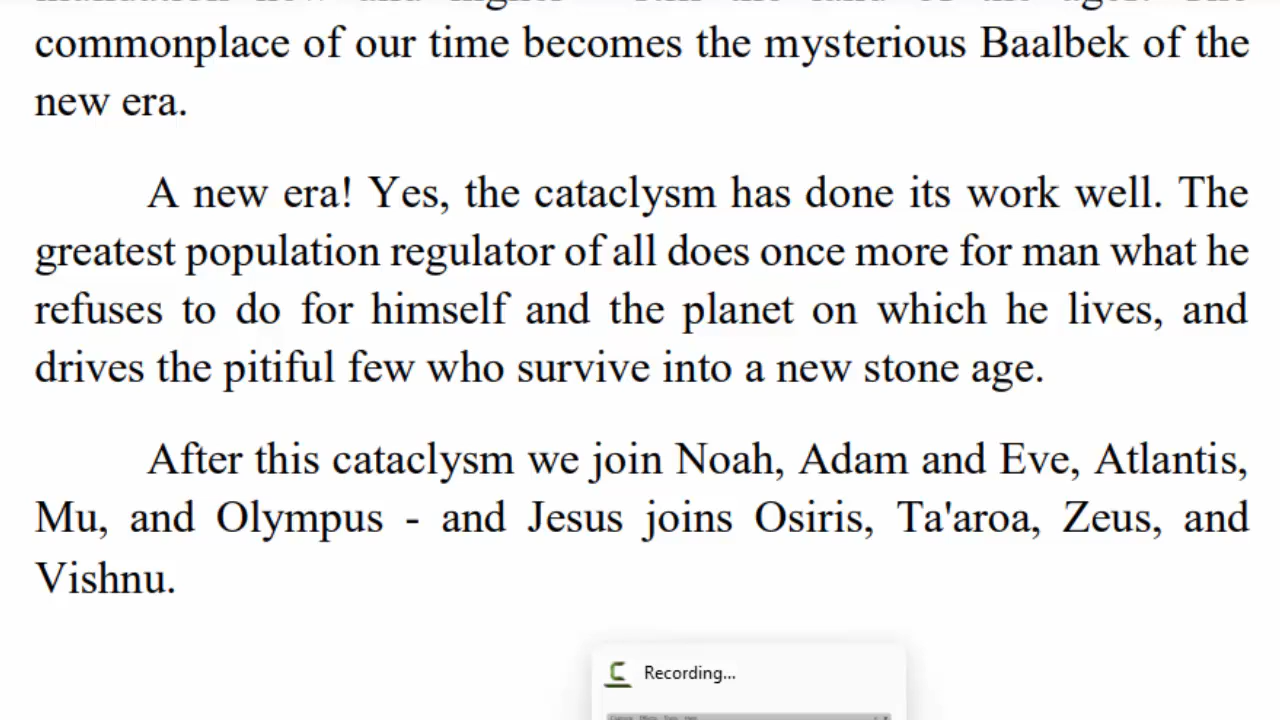 commonplace of our time becomes the mysterious Baalbek of the
new era.
A new era! Yes, the cataclysm has done its work well. The
greatest population regulator of all does once more for man what he
refuses to do for himself and the planet on which he lives, and
drives the pitiful few who survive into a new stone age.
After this cataclysm we join Noah, Adam and Eve, Atlantis,
Mu, and Olympus - and Jesus joins Osiris, Ta'aroa, Zeus, and
Vishnu.
Recording...